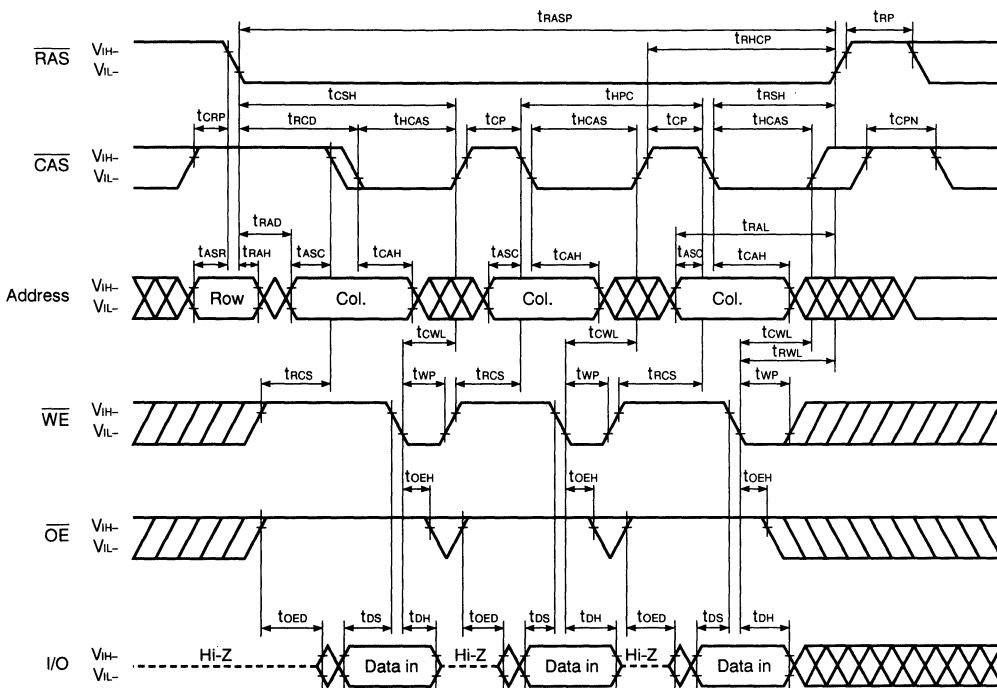 tRASP tRP
tRHCP
RAS VIH–
VIL–
tCSH tHPC tRSH
tCRP tRCD tHCAS tCP tHCAS tCP tHCAS tCPN
CAS VIH–
VIL–
tRAD tRAL
tASR tRAH tASC tCAH tASC tCAH tASC tCAH
Address VIH–
VIL–
Row Col. Col. Col.
tCWL tCWL tCWL
tRWL
tRCS tWP tRCS tWP tRCS tWP
WE VIH–
VIL–
tOEH tOEH tOEH
OE VIH–
VIL–
tOED tDS tDH tOED tDS tDH tOED tDS tDH
I/O VIH–
VIL–
Hi-Z Data in Hi-Z Data in Hi-Z Data in